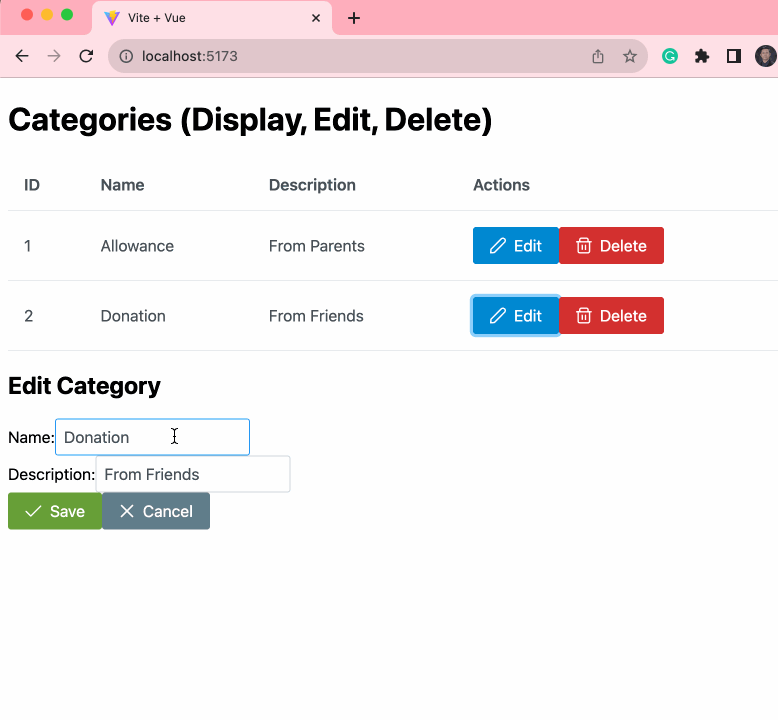 Vite + Vue
localhost:5173
Categories (Display, Edit, Delete)
ID Name Description Actions
1 Allowance From Parents Edit Delete
2 Donation From Friends Edit Delete
Edit Category
Name: Donation
Description: From Friends
Save Cancel